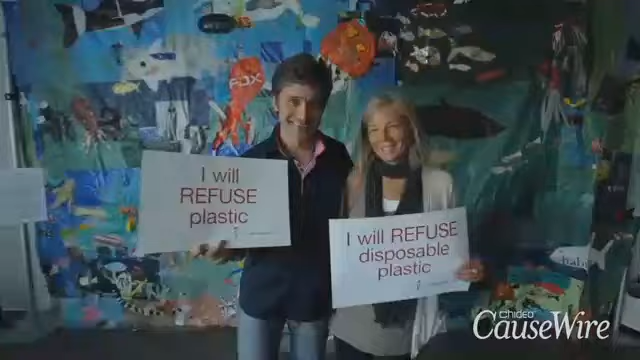 I will
REFUSE
plastic
I will REFUSE
disposable
plastic
CHIDEO
CauseWire